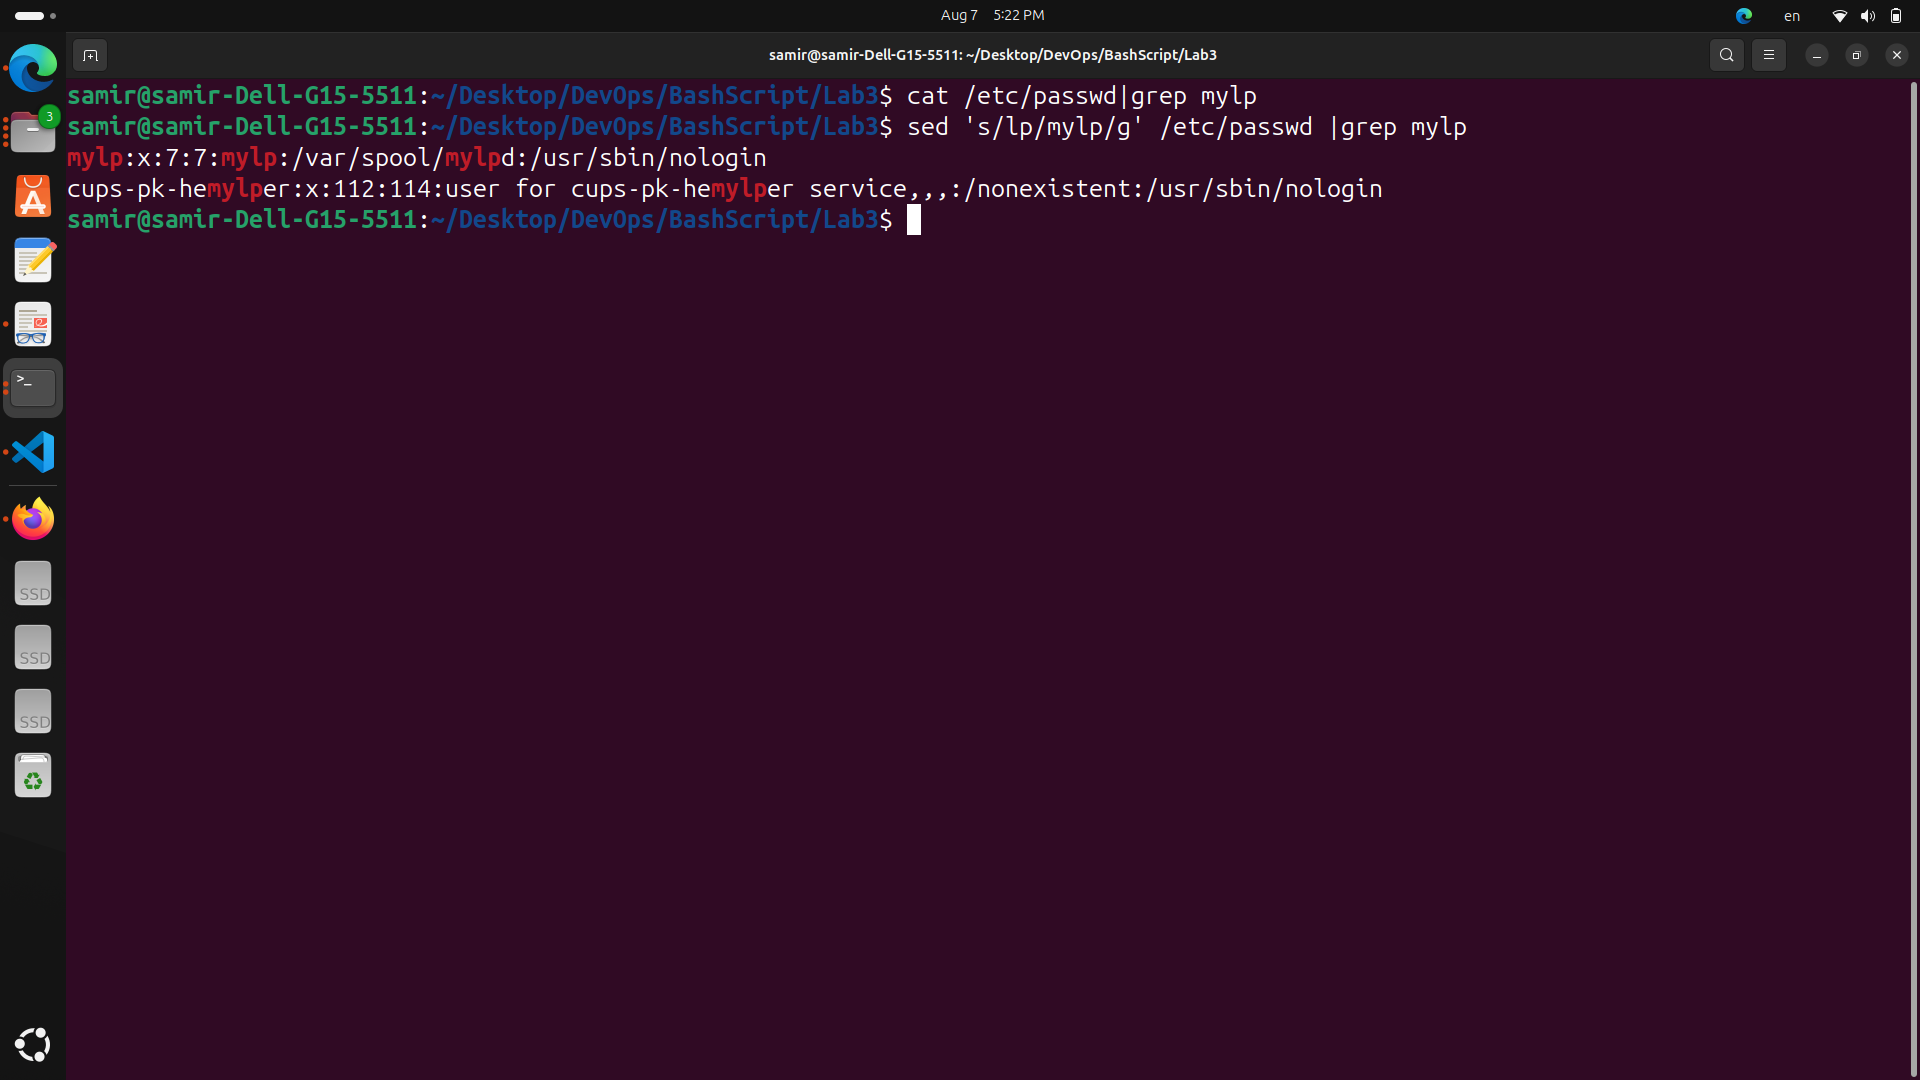 Aug 7 5:22 PM
en
samir@samir-Dell-G15-5511: ~/Desktop/DevOps/BashScript/Lab3
samir@samir-Dell-G15-5511:~/Desktop/DevOps/BashScript/Lab3$ cat /etc/passwd|grep mylp
samir@samir-Dell-G15-5511:~/Desktop/DevOps/BashScript/Lab3$ sed 's/lp/mylp/g' /etc/passwd |grep mylp
mylp:x:7:7:mylp:/var/spool/mylpd:/usr/sbin/nologin
cups-pk-hemylper:x:112:114:user for cups-pk-hemylper service,,,:/nonexistent:/usr/sbin/nologin
samir@samir-Dell-G15-5511:~/Desktop/DevOps/BashScript/Lab3$
3
>_
SSD
SSD
SSD